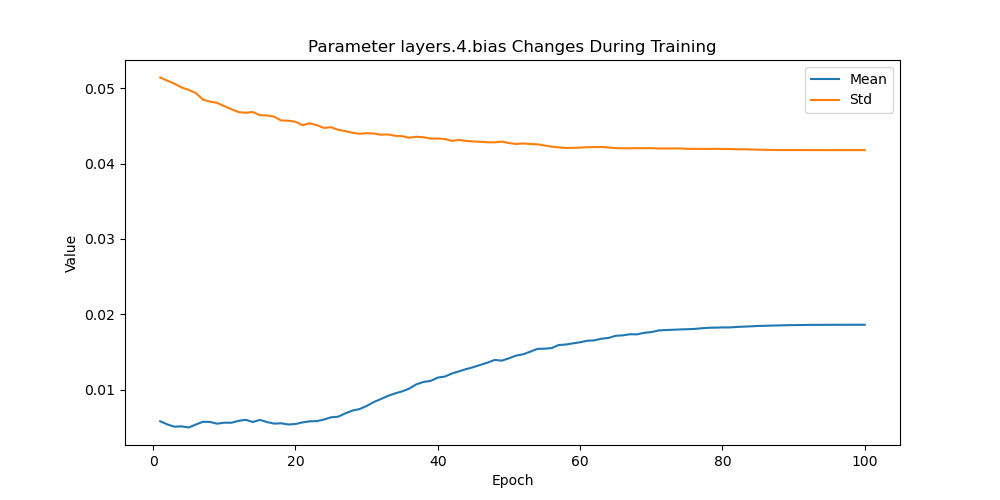 Parameter layers.4.bias Changes During Training
Mean
Std
Value
0.05
0.04
0.03
0.02
0.01
0
20
40
60
80
100
Epoch